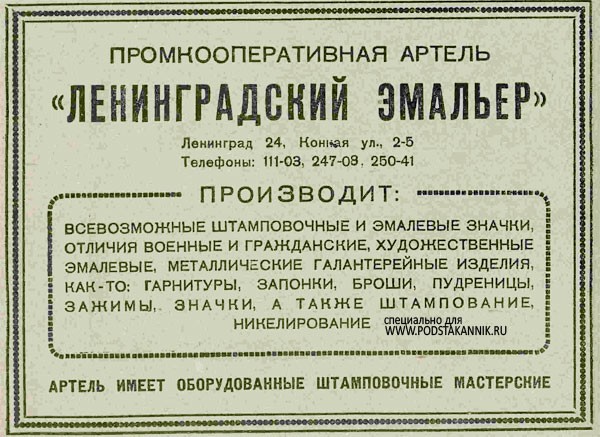 ПРОМКООПЕРАТИВНАЯ АРТЕЛЬ
«ЛЕНИНГРАДСКИЙ ЭМАЛЬЕР»
Ленинград 24, Конная ул., 2-5
Телефоны: 111-03, 247-09, 250-41
ПРОИЗВОДИТ:
ВСЕВОЗМОЖНЫЕ ШТАМПОВОЧНЫЕ И ЭМАЛЕВЫЕ ЗНАЧКИ,
ОТЛИЧИЯ ВОЕННЫЕ И ГРАЖДАНСКИЕ, ХУДОЖЕСТВЕННЫЕ
ЭМАЛЕВЫЕ, МЕТАЛЛИЧЕСКИЕ ГАЛАНТЕРЕЙНЫЕ ИЗДЕЛИЯ,
КАК-ТО: ГАРНИТУРЫ, ЗАПОНКИ, БРОШИ, ПУДРЕНИЦЫ,
ЗАЖИМЫ, ЗНАЧКИ, А ТАКЖЕ ШТАМПОВАНИЕ,
НИКЕЛИРОВАНИЕ
специально для
WWW.PODSTAKANNIK.RU
АРТЕЛЬ ИМЕЕТ ОБОРУДОВАННЫЕ ШТАМПОВОЧНЫЕ МАСТЕРСКИЕ